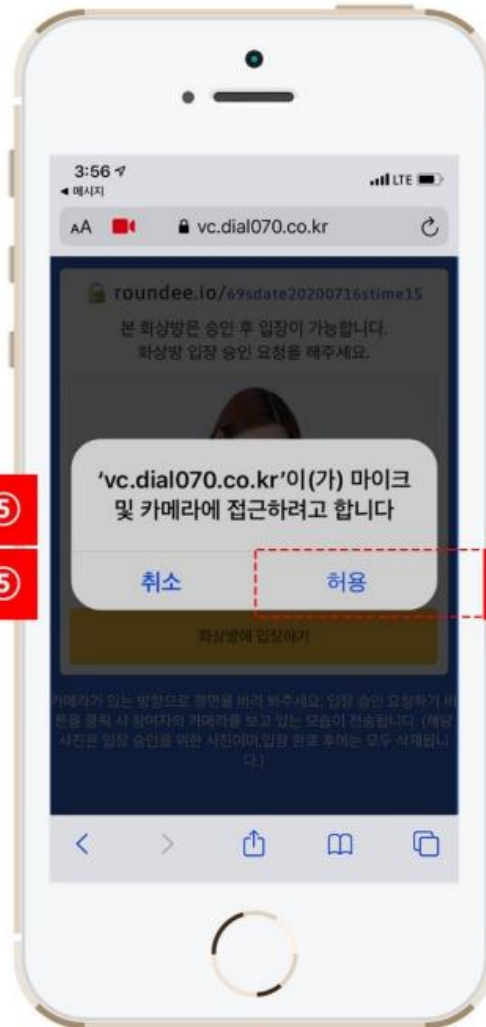 3:56
◀ 메시지
LTE
AA
vc.dial070.co.kr
roundee.io/69sdate20200716stime15
본 화상방은 승인 후 입장이 가능합니다.
화상방 입장 승인 요청을 해주세요.
'vc.dial070.co.kr'이(가) 마이크
및 카메라에 접근하려고 합니다
⑤
⑤
취소
허용
화상방에 입장하기
카메라가 있는 방향으로 정면을 바라 봐주세요. 입장 승인 요청하기 버
튼을 클릭 시 참여자의 카메라를 보고 있는 모습이 전송됩니다. (해당
사진은 입장 승인을 위한 사진이며,입장 완료 후에는 모두 삭제됩니
다.)